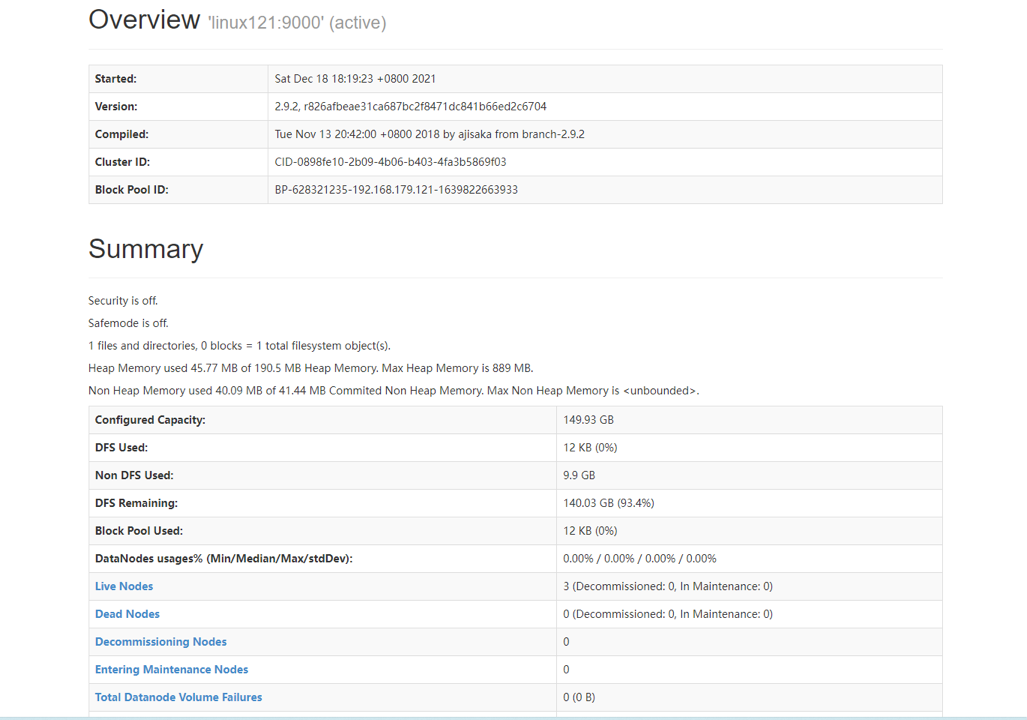 Overview 'linux121:9000' (active)
Started: Sat Dec 18 18:19:23 +0800 2021
Version: 2.9.2, r826afbeae31ca687bc2f8471dc841b66ed2c6704
Compiled: Tue Nov 13 20:42:00 +0800 2018 by ajisaka from branch-2.9.2
Cluster ID: CID-0898fe10-2b09-4b06-b403-4fa3b5869f03
Block Pool ID: BP-628321235-192.168.179.121-1639822663933
Summary
Security is off.
Safemode is off.
1 files and directories, 0 blocks = 1 total filesystem object(s).
Heap Memory used 45.77 MB of 190.5 MB Heap Memory. Max Heap Memory is 889 MB.
Non Heap Memory used 40.09 MB of 41.44 MB Commited Non Heap Memory. Max Non Heap Memory is <unbounded>.
Configured Capacity: 149.93 GB
DFS Used: 12 KB (0%)
Non DFS Used: 9.9 GB
DFS Remaining: 140.03 GB (93.4%)
Block Pool Used: 12 KB (0%)
DataNodes usages% (Min/Median/Max/stdDev): 0.00% / 0.00% / 0.00% / 0.00%
Live Nodes 3 (Decommissioned: 0, In Maintenance: 0)
Dead Nodes 0 (Decommissioned: 0, In Maintenance: 0)
Decommissioning Nodes 0
Entering Maintenance Nodes 0
Total Datanode Volume Failures 0 (0 B)